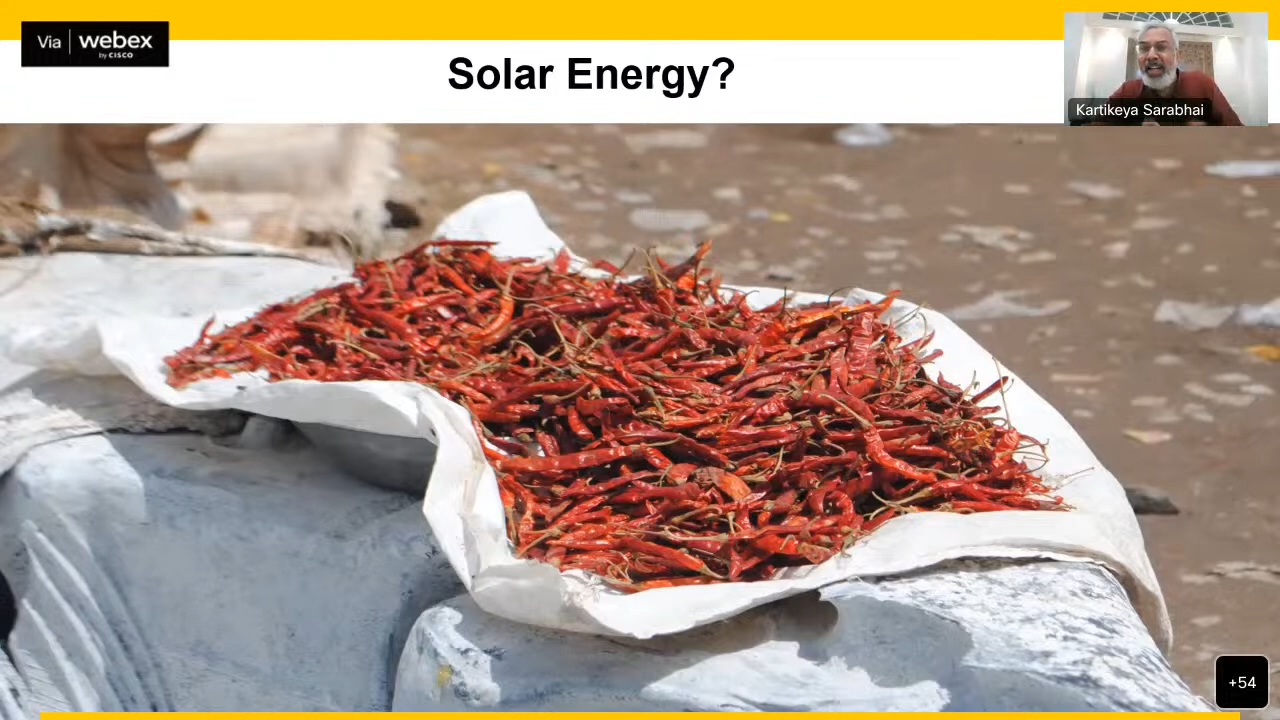 Via | webex
by CISCO
Solar Energy?
Kartikeya Sarabhai
+54